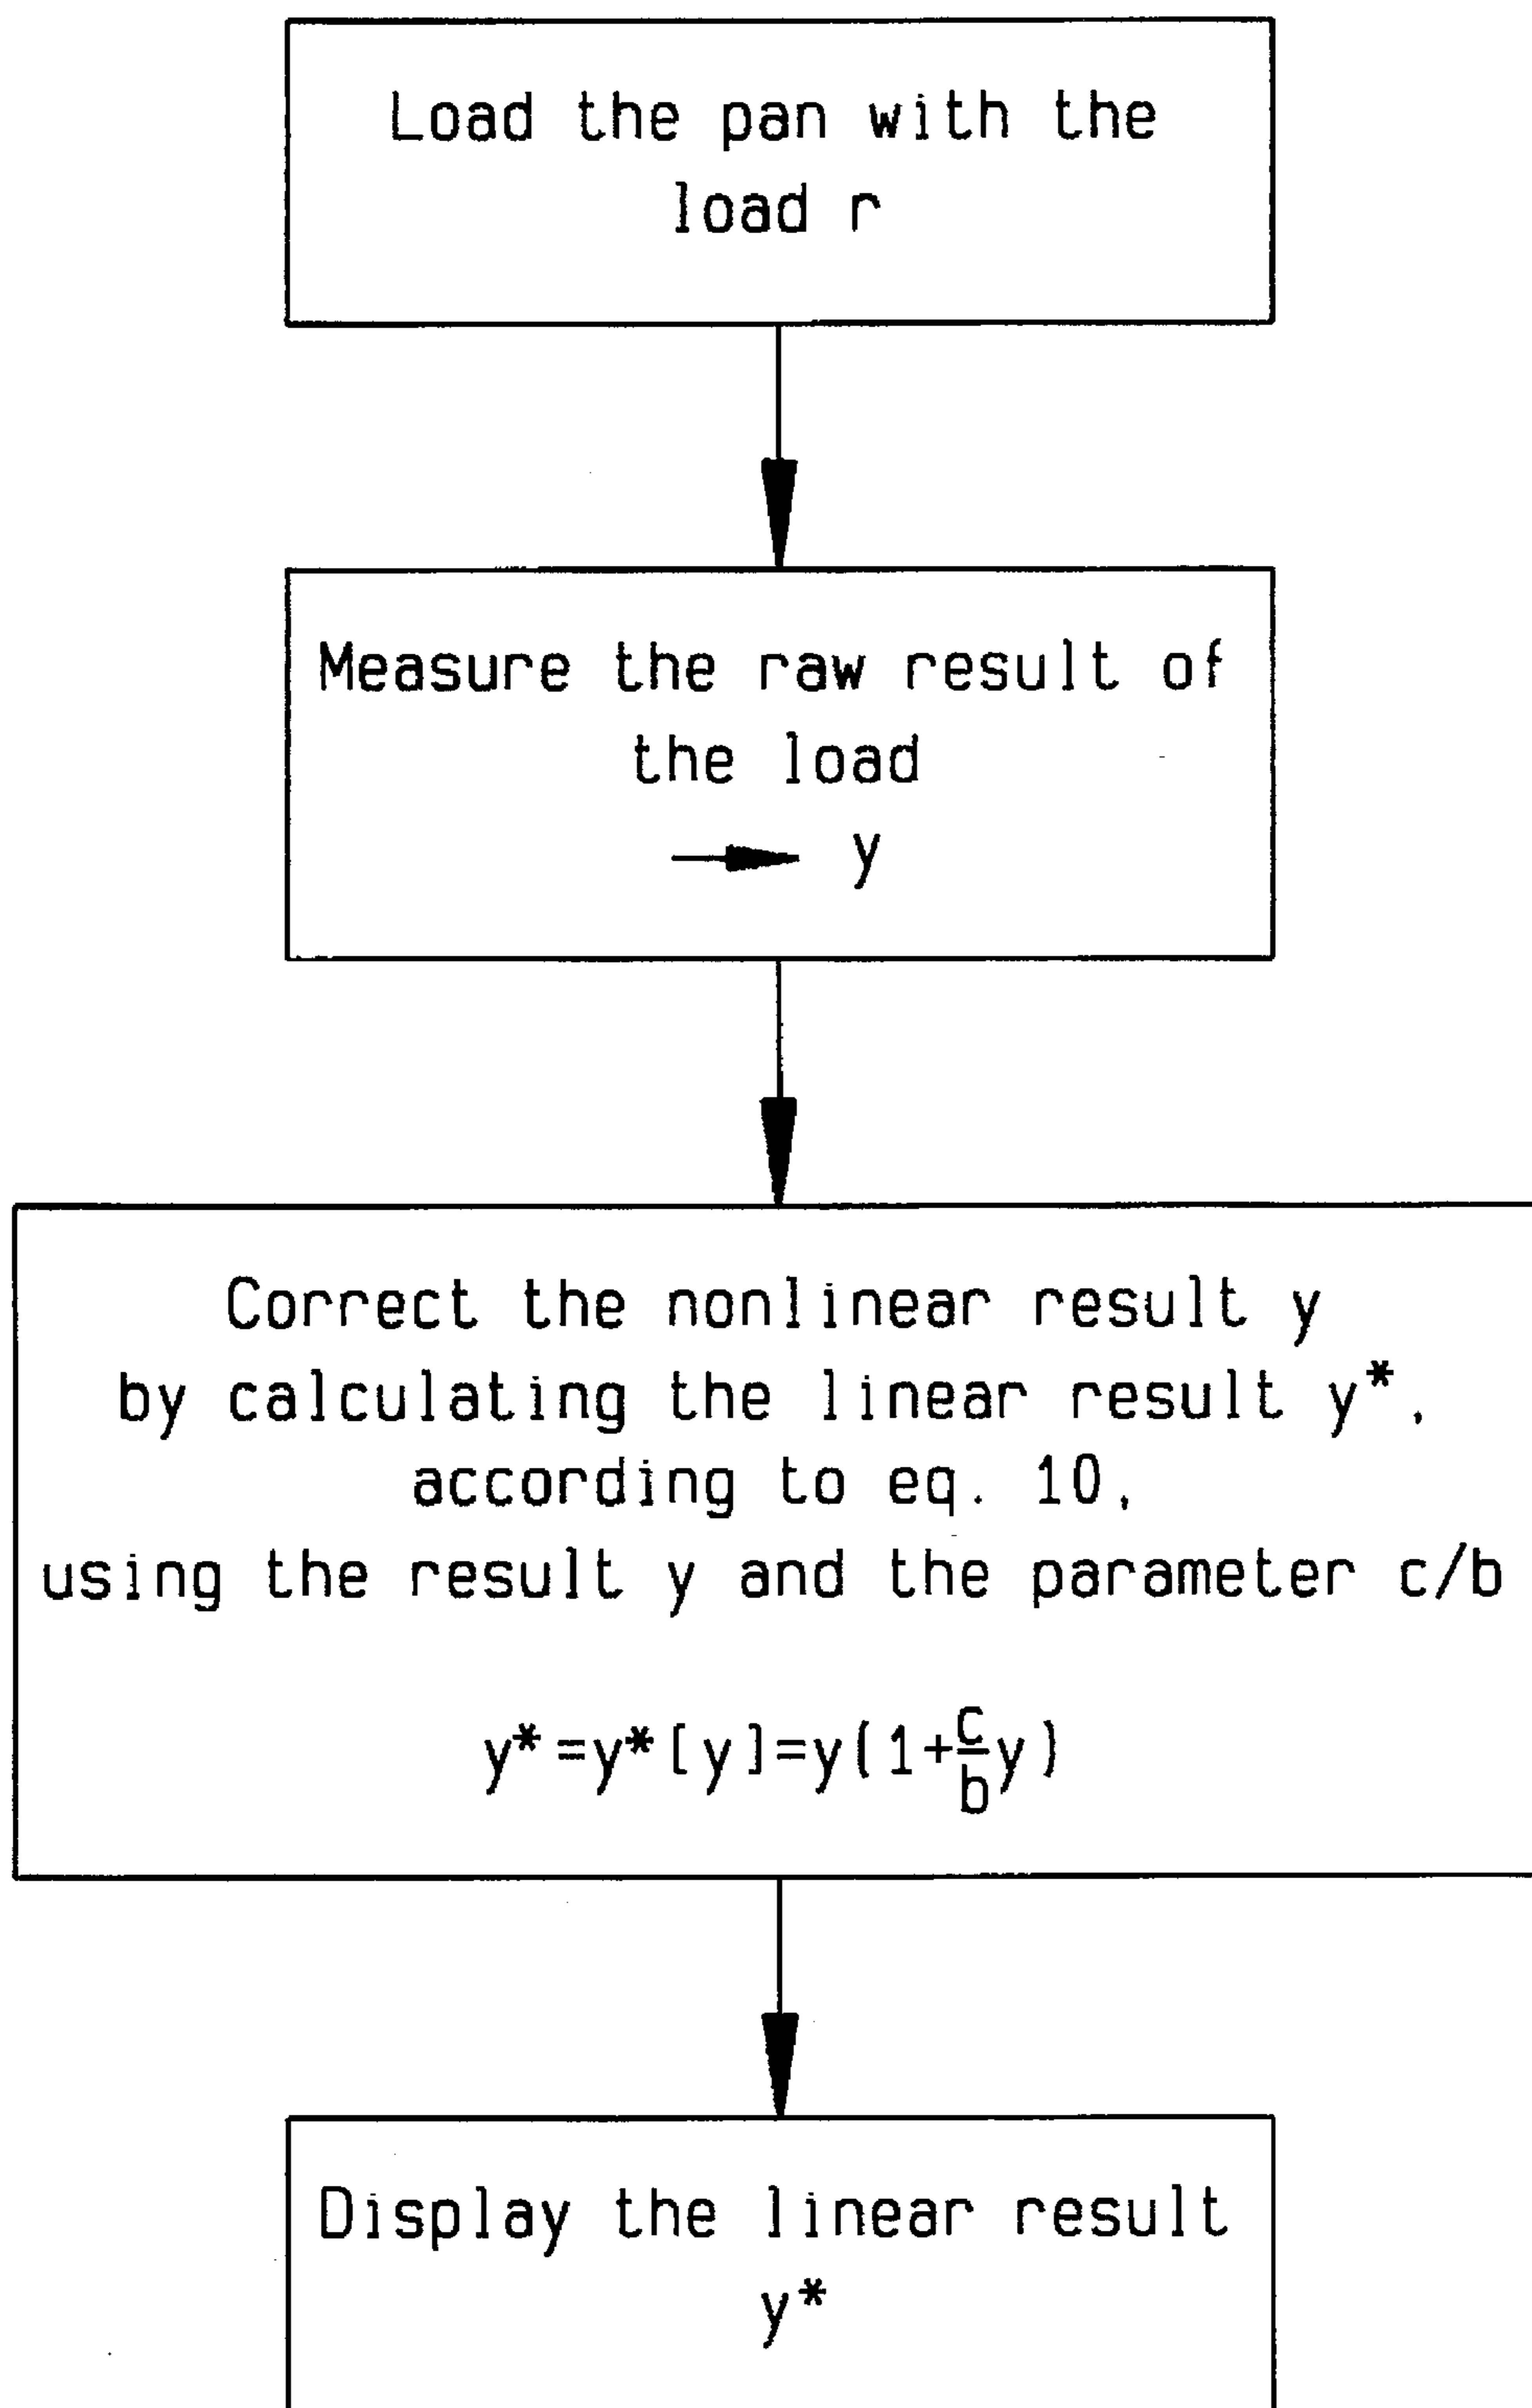 Load the pan with the
load r
Measure the raw result of
the load
→ y
Correct the nonlinear result y
by calculating the linear result y*,
according to eq. 10,
using the result y and the parameter c/b
y*=y*[y]=y(1+c/b y)
Display the linear result
y*